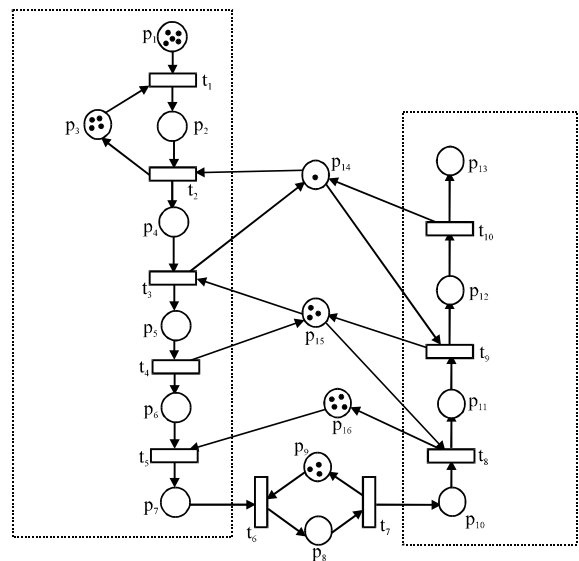 p₁
t₁
p₃
p₂
t₂
p₄
t₃
p₅
t₄
p₆
t₅
p₇
p₁₄
p₁₅
p₁₆
p₉
t₆
t₇
p₈
p₁₃
t₁₀
p₁₂
t₉
p₁₁
t₈
p₁₀